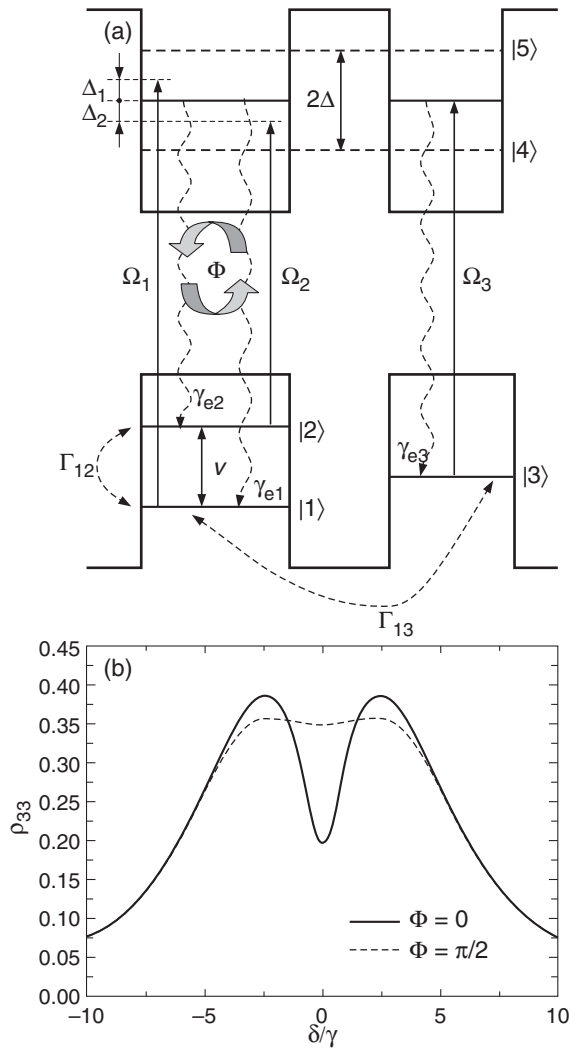 (a)
|5⟩
Δ₁
2Δ
Δ₂
|4⟩
Ω₁
Φ
Ω₂
Ω₃
γe2
|2⟩
Γ₁₂
γe3
v
|3⟩
γe1
|1⟩
Γ₁₃
(b)
0.45
0.40
0.35
0.30
0.25
0.20
0.15
0.10
0.05
0.00
ρ₃₃
Φ = 0
Φ = π/2
−10 −5 0 5 10
δ/γ